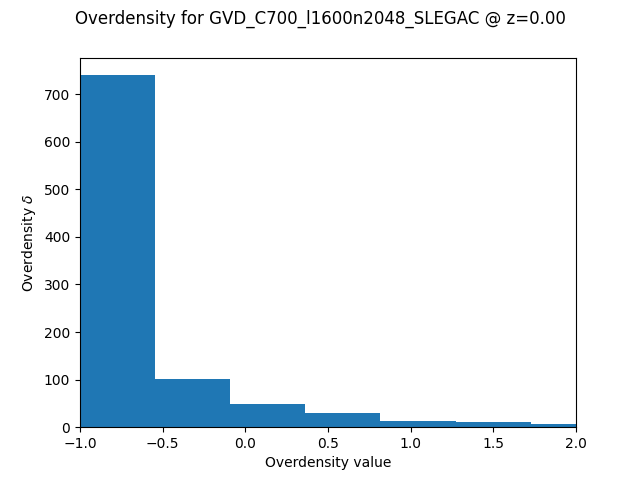 Overdensity for GVD_C700_l1600n2048_SLEGAC @ z=0.00
Overdensity δ
700
600
500
400
300
200
100
0
−1.0 −0.5 0.0 0.5 1.0 1.5 2.0
Overdensity value